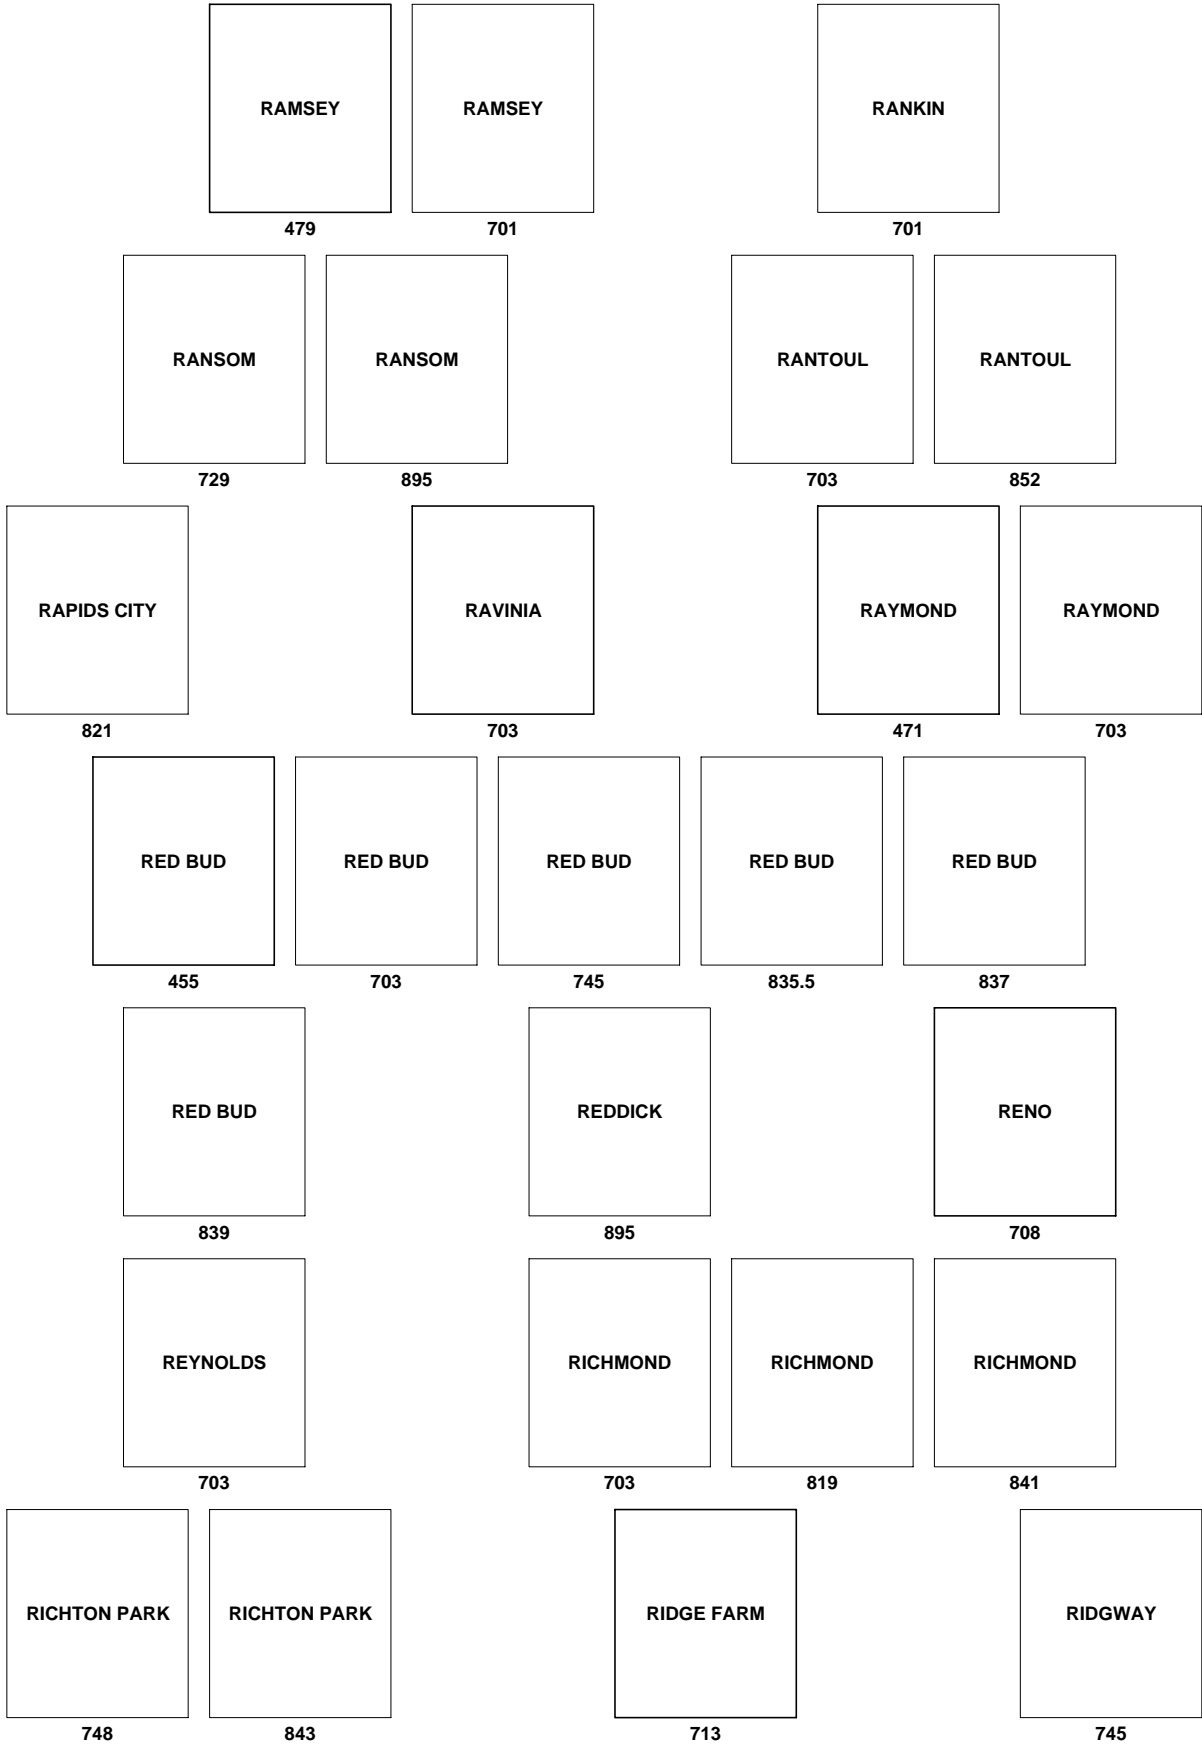 RAMSEY RAMSEY RANKIN
479 701 701
RANSOM RANSOM RANTOUL RANTOUL
729 895 703 852
RAPIDS CITY RAVINIA RAYMOND RAYMOND
821 703 471 703
RED BUD RED BUD RED BUD RED BUD RED BUD
455 703 745 835.5 837
RED BUD REDDICK RENO
839 895 708
REYNOLDS RICHMOND RICHMOND RICHMOND
703 703 819 841
RICHTON PARK RICHTON PARK RIDGE FARM RIDGWAY
748 843 713 745